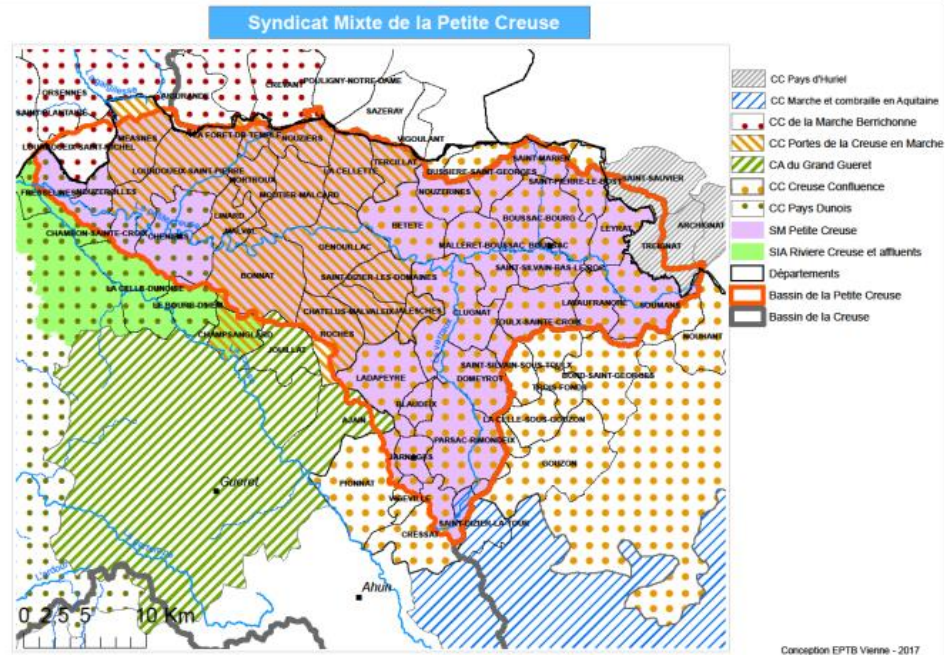 Syndicat Mixte de la Petite Creuse
CC Pays d'Huriel
CC Marche et combraille en Aquitaine
CC de la Marche Berrichonne
CC Portes de la Creuse en Marche
CA du Grand Gueret
CC Creuse Confluence
CC Pays Dunois
SM Petite Creuse
SIA Riviere Creuse et affluents
Départements
Bassin de la Petite Creuse
Bassin de la Creuse
ORSENNES
CREVANT
POULIGNY-NOTRE-DAME
SAZERAY
VIGOULANT
MEASNES
LA FORET-DU-TEMPLE
NOUZIERS
LOURDOUEIX-SAINT-MICHEL
LOURDOUEIX-SAINT-PIERRE
LA CELLETTE
TERCILLAT
MORTROUX
MOUTIER-MALCARD
BUSSIERE-SAINT-GEORGES
SAINT-MARIEN
SAINT-PIERRE-LE-BOST
SAINT-SAUVIER
ARCHIGNAT
TREIGNAT
FRESSELINES
NOUZEROLLES
NOUZERINES
LINARD
MALVAL
BETETE
BOUSSAC-BOURG
LEYRAT
CHAMBON-SAINTE-CROIX
CHENIERS
GENOUILLAC
MALLERET-BOUSSAC
BOUSSAC
BONNAT
SAINT-DIZIER-LES-DOMAINES
SAINT-SILVAIN-BAS-LE-ROC
LA CELLE-DUNOISE
LE BOURG-D'HEM
CHATELUS-MALVALEIX
JALESCHES
CLUGNAT
LAVAUFRANCHE
SOUMANS
TOULX-SAINTE-CROIX
NOUHANT
CHAMPSANGLARD
JOUILLAT
ROCHES
LADAPEYRE
SAINT-SILVAIN-SOUS-TOULX
DOMEYROT
BORD-SAINT-GEORGES
TROIS-FONDS
BLAUDEIX
LA CELLE-SOUS-GOUZON
AJAIN
PARSAC-RIMONDEIX
JARNAGES
GOUZON
Gueret
PIONNAT
VIGEVILLE
SAINT-DIZIER-LA-TOUR
CRESSAT
Ahun
0 2,5 5 10 Km
Conception EPTB Vienne - 2017